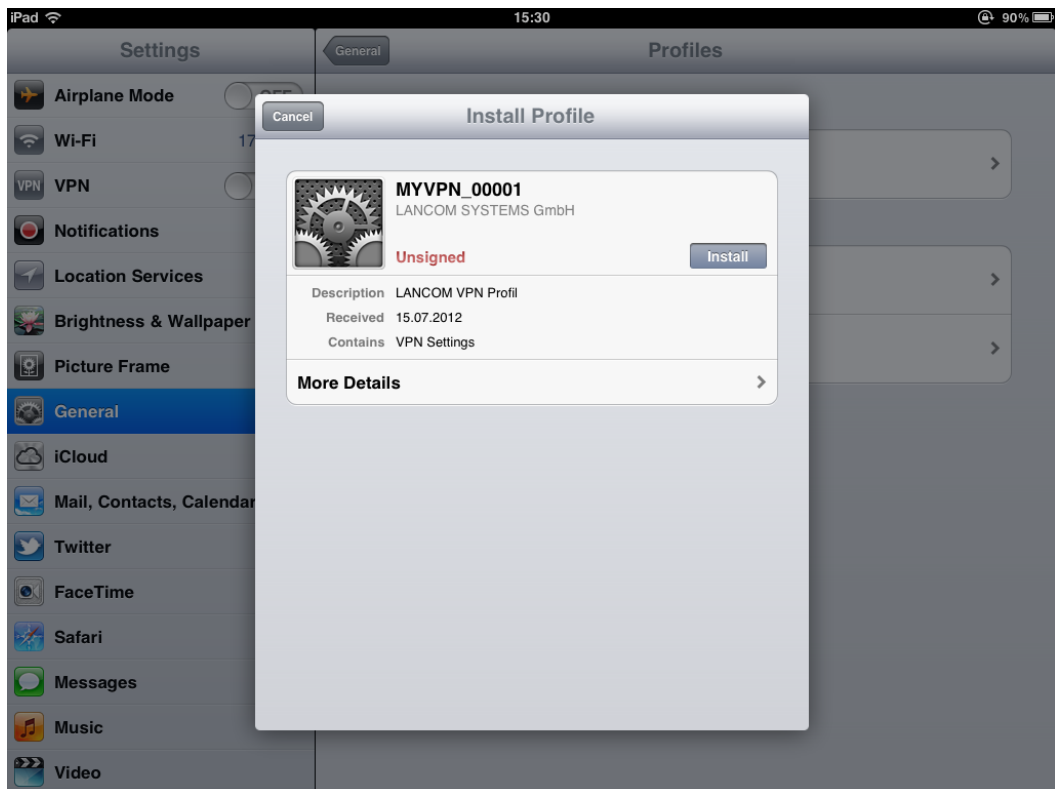 iPad 15:30 90%
Settings
General
Profiles
Airplane Mode
Wi-Fi 17
VPN VPN
Notifications
Location Services
Brightness & Wallpaper
Picture Frame
General
iCloud
Mail, Contacts, Calendar
Twitter
FaceTime
Safari
Messages
Music
Video
Cancel
Install Profile
MYVPN_00001
LANCOM SYSTEMS GmbH
Unsigned
Install
Description LANCOM VPN Profil
Received 15.07.2012
Contains VPN Settings
More Details